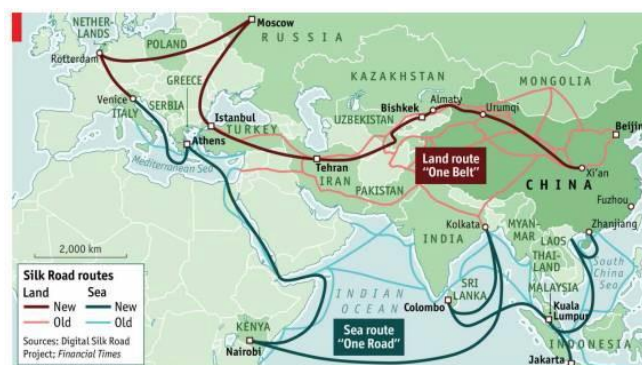 NETHER-
LANDS
Moscow
RUSSIA
POLAND
Rotterdam
KAZAKHSTAN
MONGOLIA
GREECE
Venice
ITALY
SERBIA
Istanbul
TURKEY
UZBEKISTAN
Bishkek
Almaty
Urumqi
Beijin
Athens
Mediterranean Sea
Tehran
IRAN
Land route
"One Belt"
Xi'an
CHINA
PAKISTAN
Fuzhou
Kolkata
Zhanjiang
INDIA
MYAN-
MAR
LAOS
THAI-
LAND
South
China
Sea
2,000 km
Silk Road routes
Land Sea
New New
Old Old
Sources: Digital Silk Road
Project; Financial Times
INDIAN
OCEAN
SRI
LANKA
Colombo
MALAYSIA
Kuala
Lumpur
KENYA
Nairobi
Sea route
"One Road"
INDONESIA
Jakarta